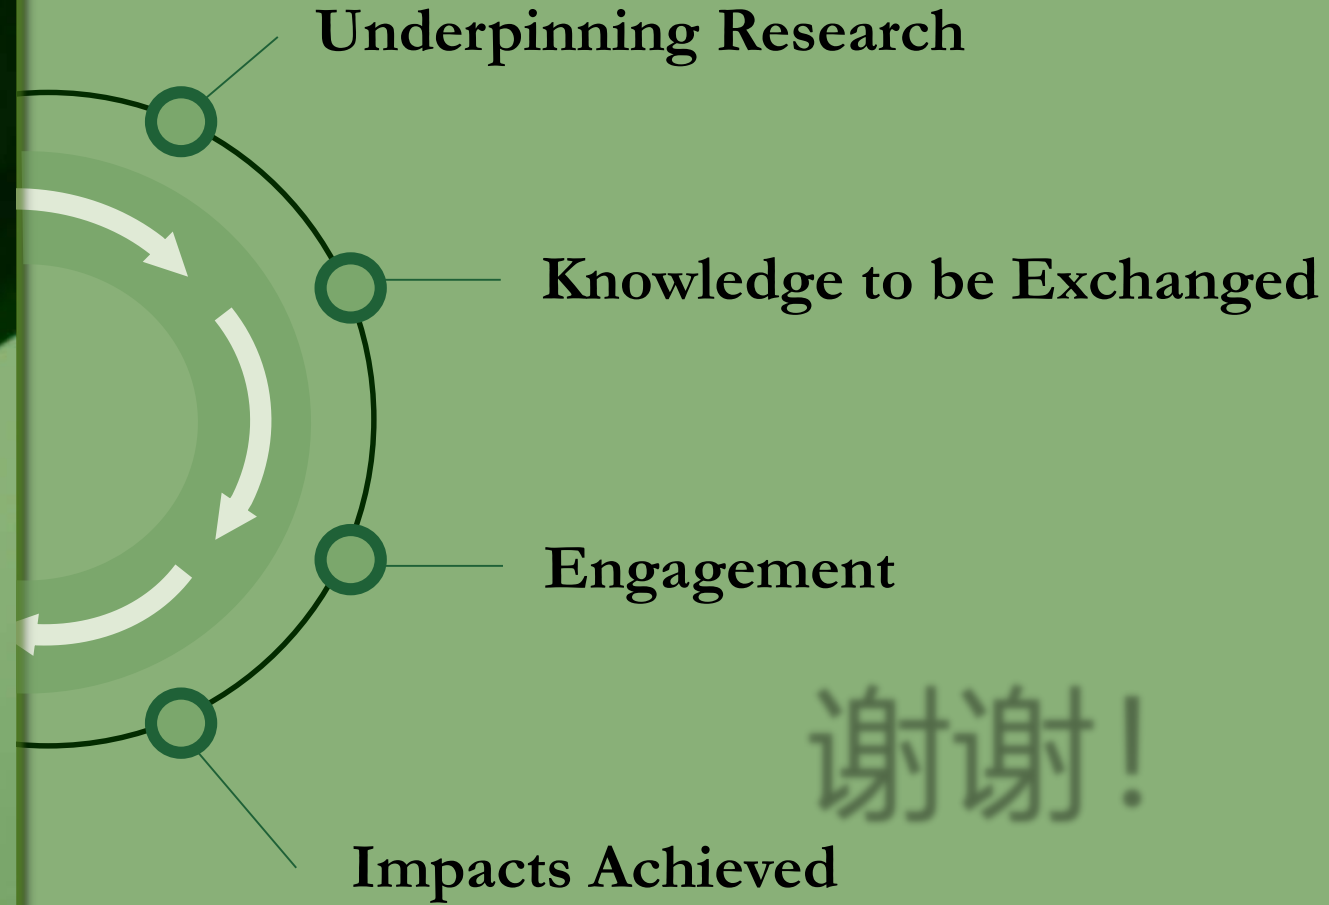 Underpinning Research
Knowledge to be Exchanged
Engagement
谢谢！
Impacts Achieved